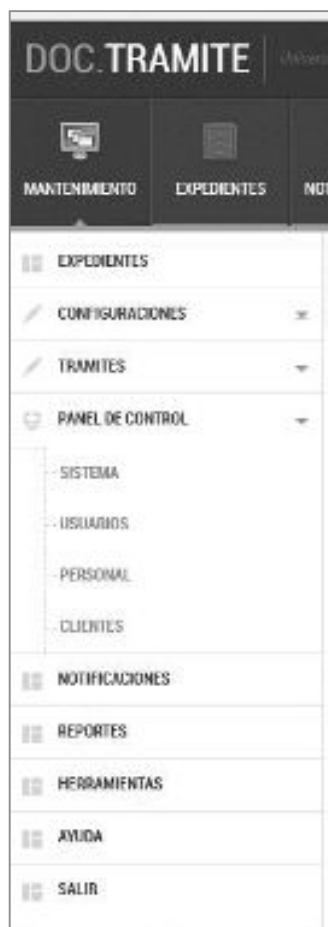 DOC.TRAMITE
MANTENIMIENTO EXPEDIENTES
EXPEDIENTES
CONFIGURACIONES
TRAMITES
PANEL DE CONTROL
SISTEMA
USUARIOS
PERSONAL
CLIENTES
NOTIFICACIONES
REPORTES
HERRAMIENTAS
AYUDA
SALIR